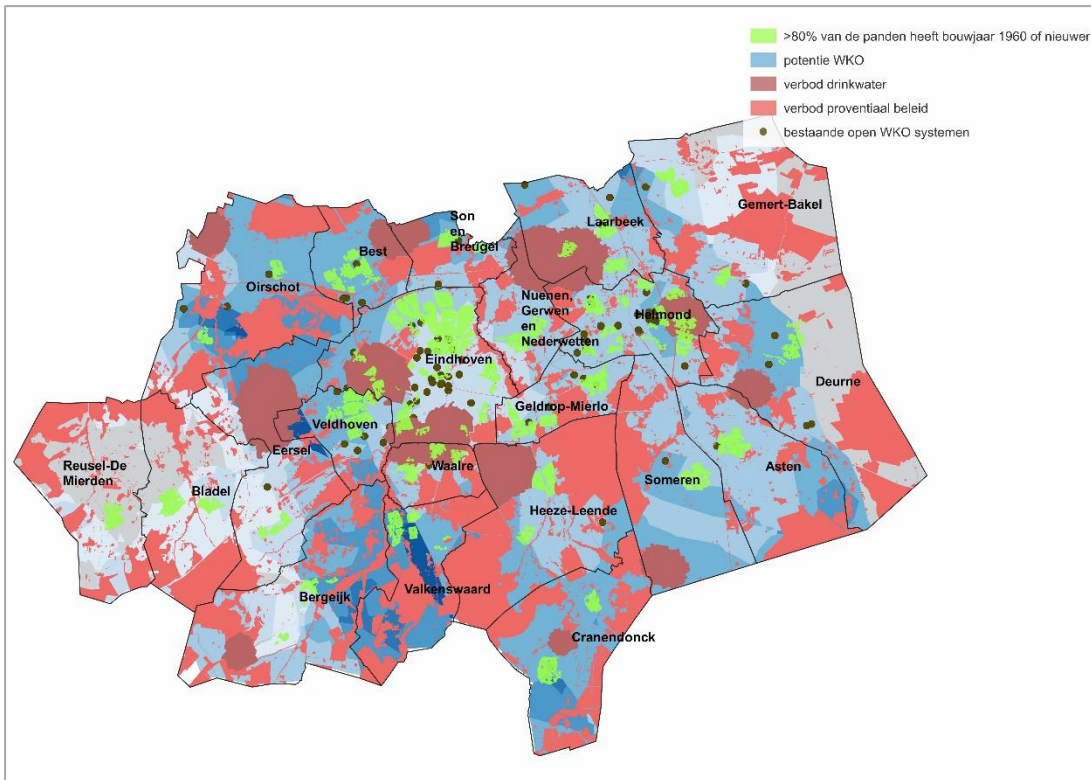 >80% van de panden heeft bouwjaar 1960 of nieuwer
potentie WKO
verbod drinkwater
verbod proventiaal beleid
bestaande open WKO systemen
Gemert-Bakel
Laarbeek
Son
en
Breugel
Best
Oirschot
Nuenen,
Gerwen
en
Nederwetten
Helmond
Eindhoven
Deurne
Geldrop-Mierlo
Veldhoven
Eersel
Waalre
Reusel-De
Mierden
Bladel
Asten
Someren
Heeze-Leende
Valkenswaard
Bergeijk
Cranendonck